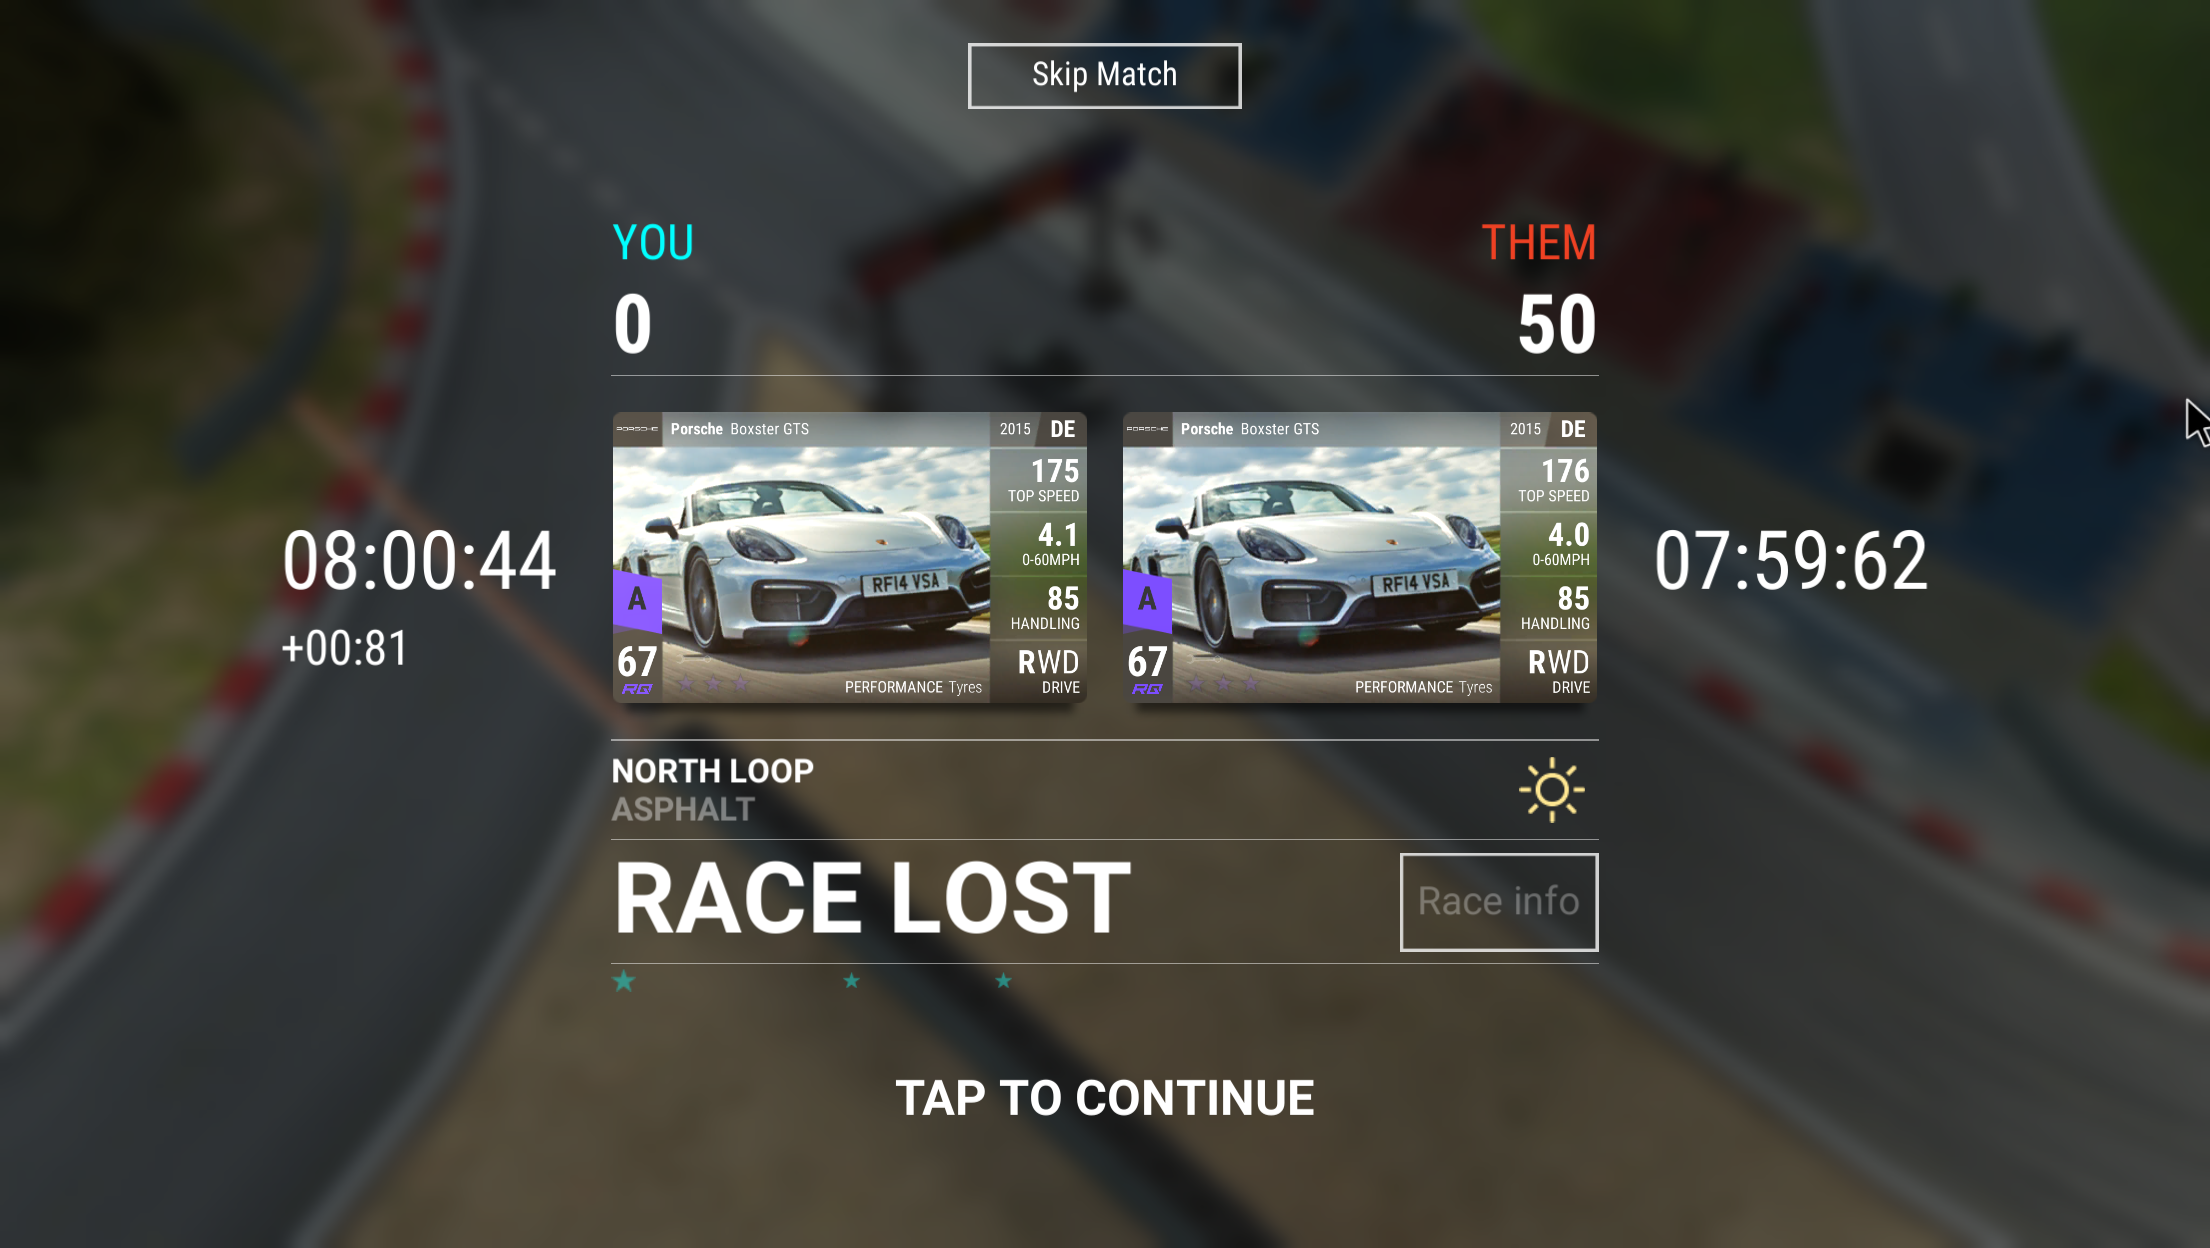 Skip Match
YOU
THEM
0
50
PORSCHE
Porsche Boxster GTS
2015
DE
175
TOP SPEED
4.1
0-60MPH
85
HANDLING
RWD
DRIVE
A
67
RQ
RF14 VSA
PERFORMANCE Tyres
PORSCHE
Porsche Boxster GTS
2015
DE
176
TOP SPEED
4.0
0-60MPH
85
HANDLING
RWD
DRIVE
A
67
RQ
RF14 VSA
PERFORMANCE Tyres
08:00:44
+00:81
07:59:62
NORTH LOOP
ASPHALT
RACE LOST
Race info
TAP TO CONTINUE